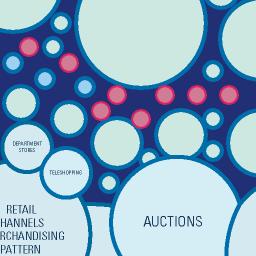 DEPARTMENT
STORES
TELESHOPPING
RETAIL
HANNELS
RCHANDISING
PATTERN
AUCTIONS